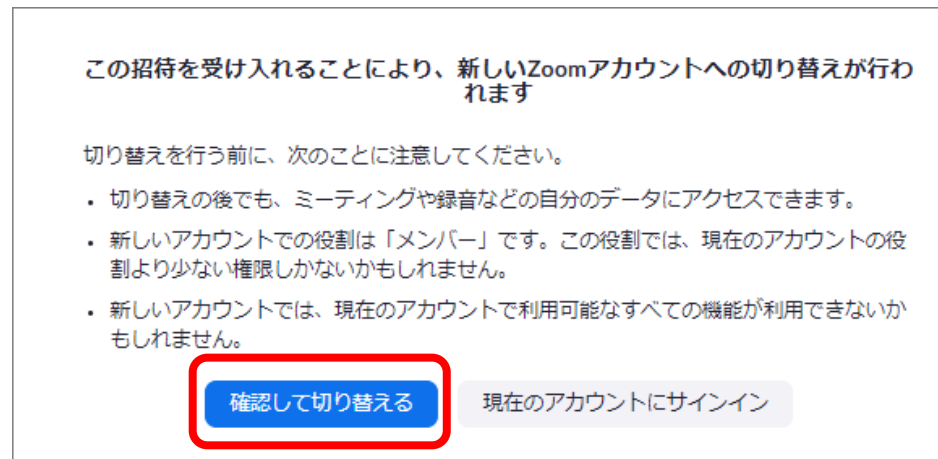 この招待を受け入れることにより、新しいZoomアカウントへの切り替えが行わ
れます
切り替えを行う前に、次のことに注意してください。
• 切り替えの後でも、ミーティングや録音などの自分のデータにアクセスできます。
• 新しいアカウントでの役割は「メンバー」です。この役割では、現在のアカウントの役
割より少ない権限しかないかもしれません。
• 新しいアカウントでは、現在のアカウントで利用可能なすべての機能が利用できないか
もしれません。
確認して切り替える
現在のアカウントにサインイン